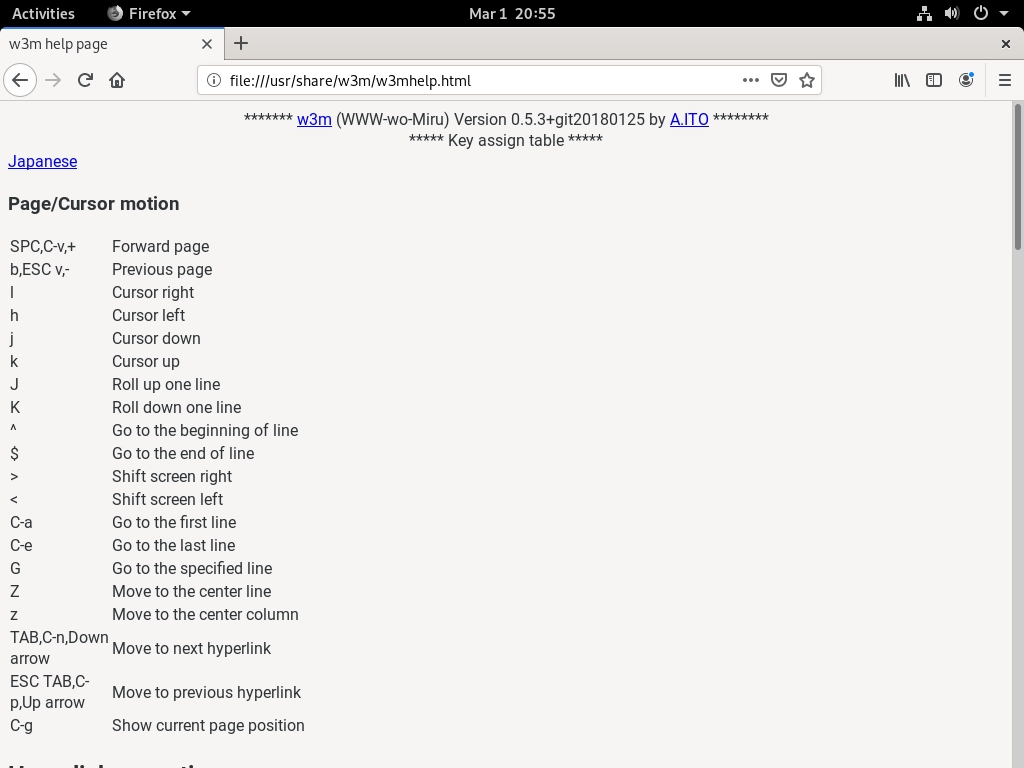 Activities Firefox Mar 1 20:55
w3m help page
file:///usr/share/w3m/w3mhelp.html
******* w3m (WWW-wo-Miru) Version 0.5.3+git20180125 by A.ITO ********
***** Key assign table *****
Japanese
Page/Cursor motion
SPC,C-v,+ Forward page
b,ESC v,- Previous page
l Cursor right
h Cursor left
j Cursor down
k Cursor up
J Roll up one line
K Roll down one line
^ Go to the beginning of line
$ Go to the end of line
> Shift screen right
< Shift screen left
C-a Go to the first line
C-e Go to the last line
G Go to the specified line
Z Move to the center line
z Move to the center column
TAB,C-n,Down
arrow Move to next hyperlink
ESC TAB,C-
p,Up arrow Move to previous hyperlink
C-g Show current page position